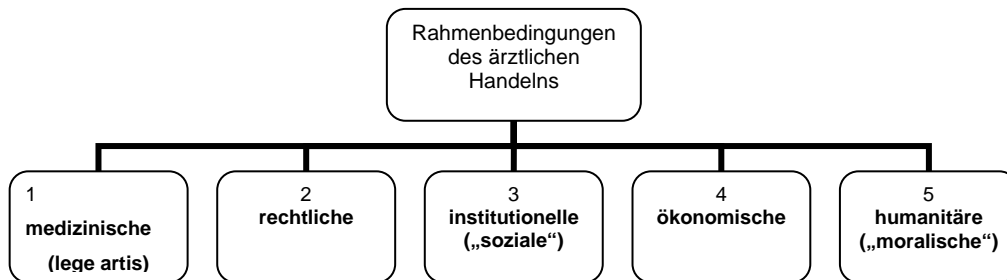 Rahmenbedingungen
des ärztlichen
Handelns
1
medizinische
(lege artis)
2
rechtliche
3
institutionelle
(„soziale“)
4
ökonomische
5
humanitäre
(„moralische“)